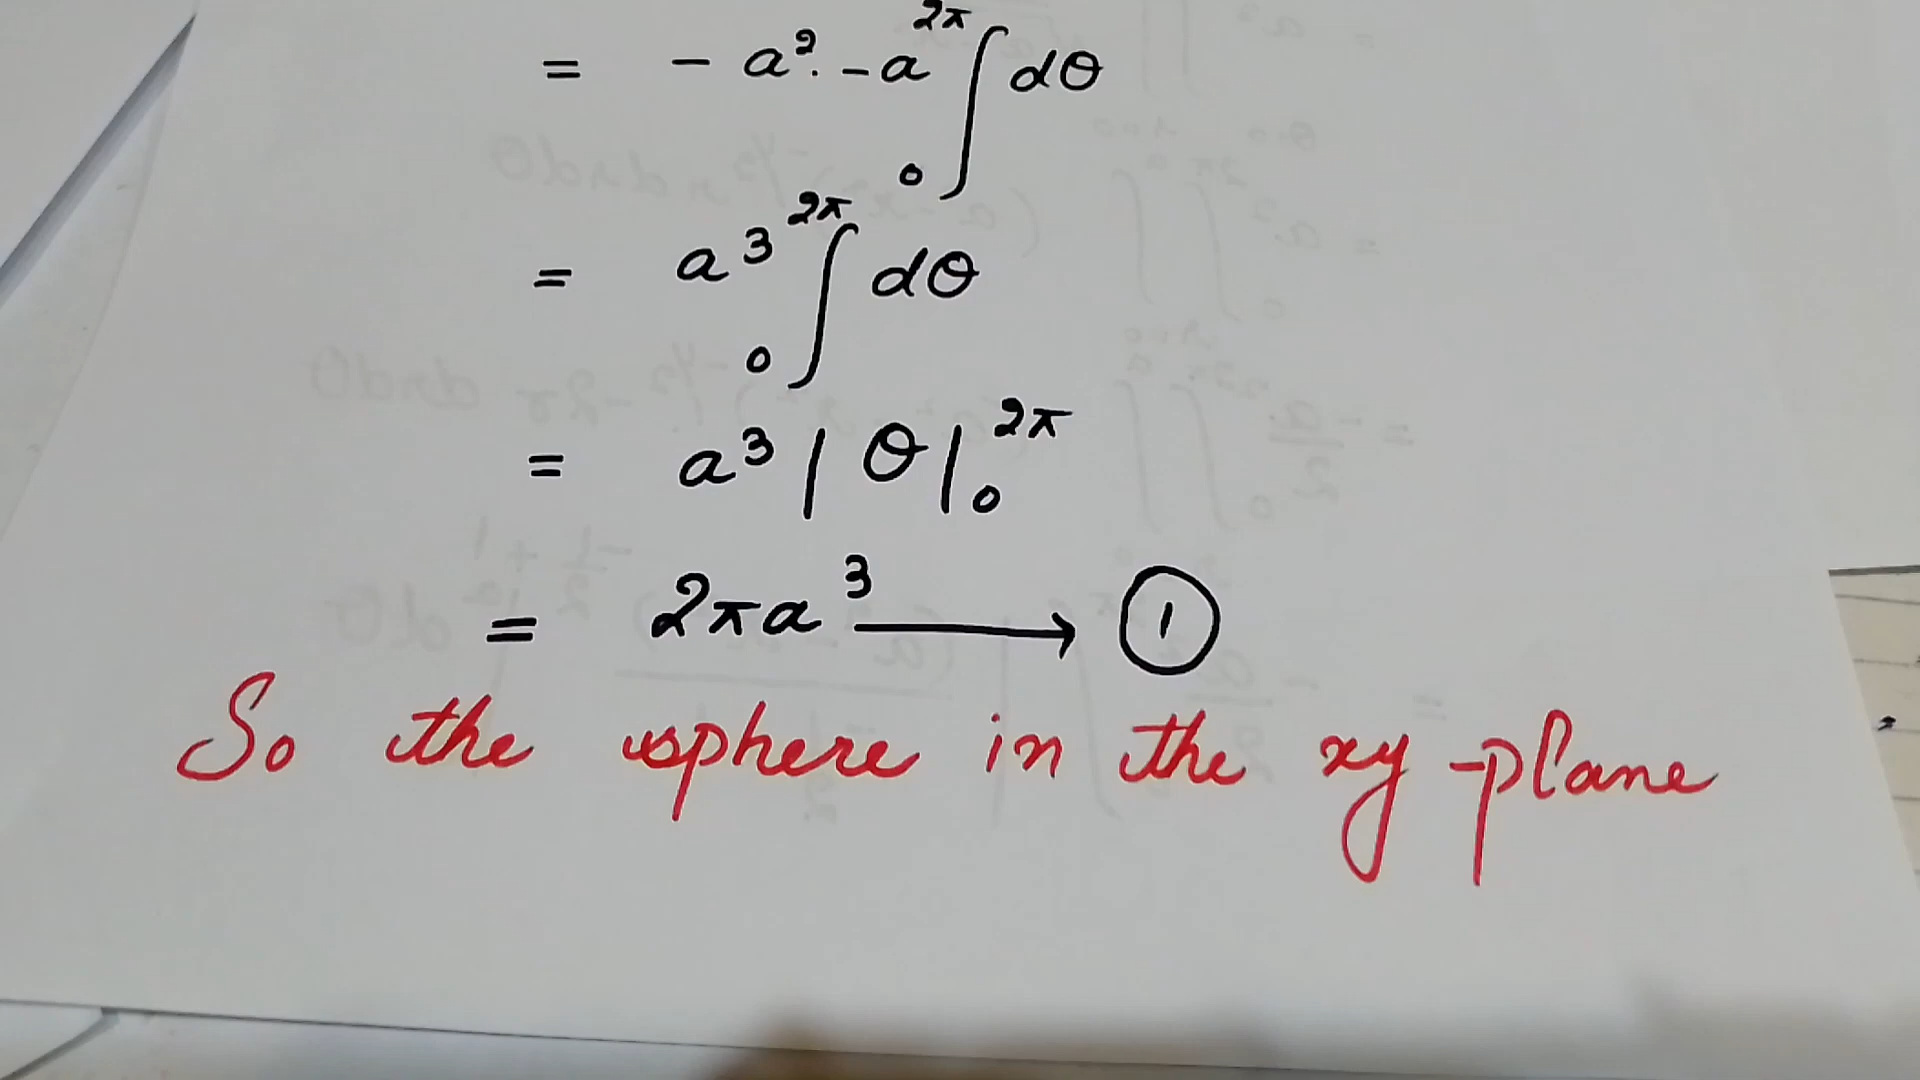 = - a². -a ∫₀^2π dθ
= a³ ∫₀^2π dθ
= a³ | θ |₀^2π
= 2πa³ ⟶ ①
So the sphere in the xy-plane